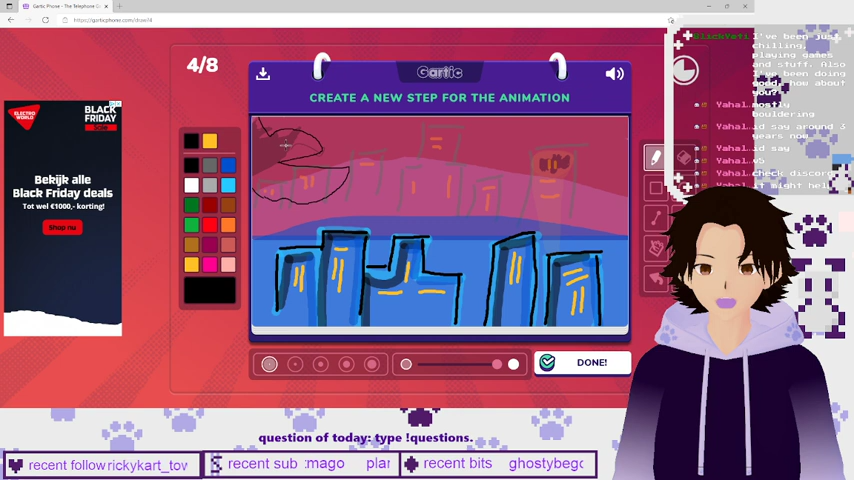 Gartic Phone - The Telephone G
https://garticphone.com/draw/4
4/8
Gartic
CREATE A NEW STEP FOR THE ANIMATION
ELECTRO
WORLD
BLACK
FRIDAY
Sale
Bekijk alle
Black Friday deals
Tot wel €1000,- korting!
Shop nu
DONE!
I've been just
chilling,
playing games
and stuff. Also
I've been doing
good, how about
you?
Yahal… mostly
bouldering
Yahal… id say around 3
years now
Yahal… id say
Yahal… v5
Yahal… check discord
Yahal… it might help
question of today: type !questions.
recent follow rickykart_tov
recent sub :mago plar
recent bits ghostybegc